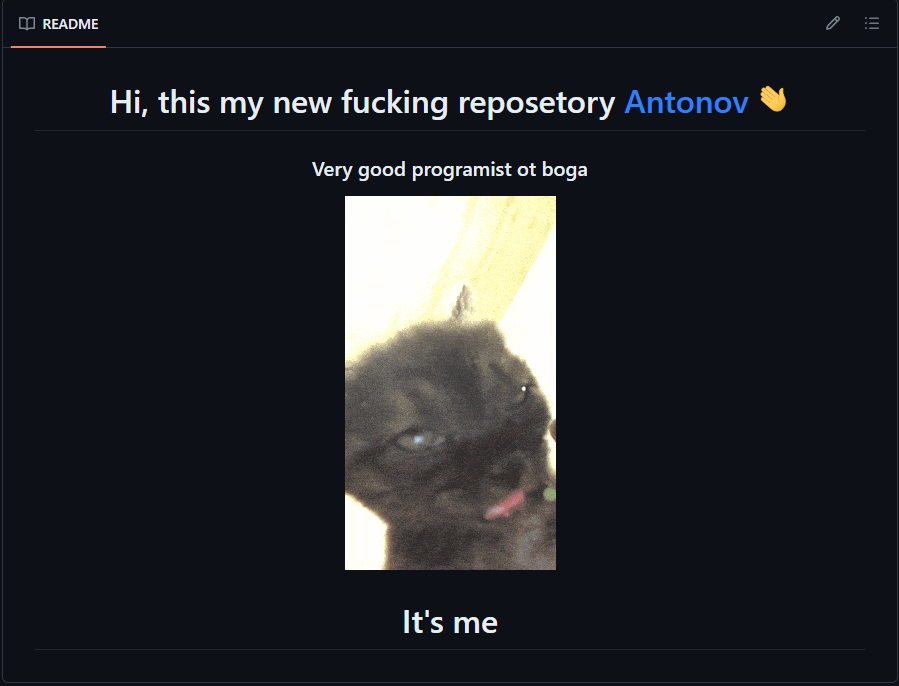 README
Hi, this my new fucking reposetory Antonov 👋
Very good programist ot boga
It's me